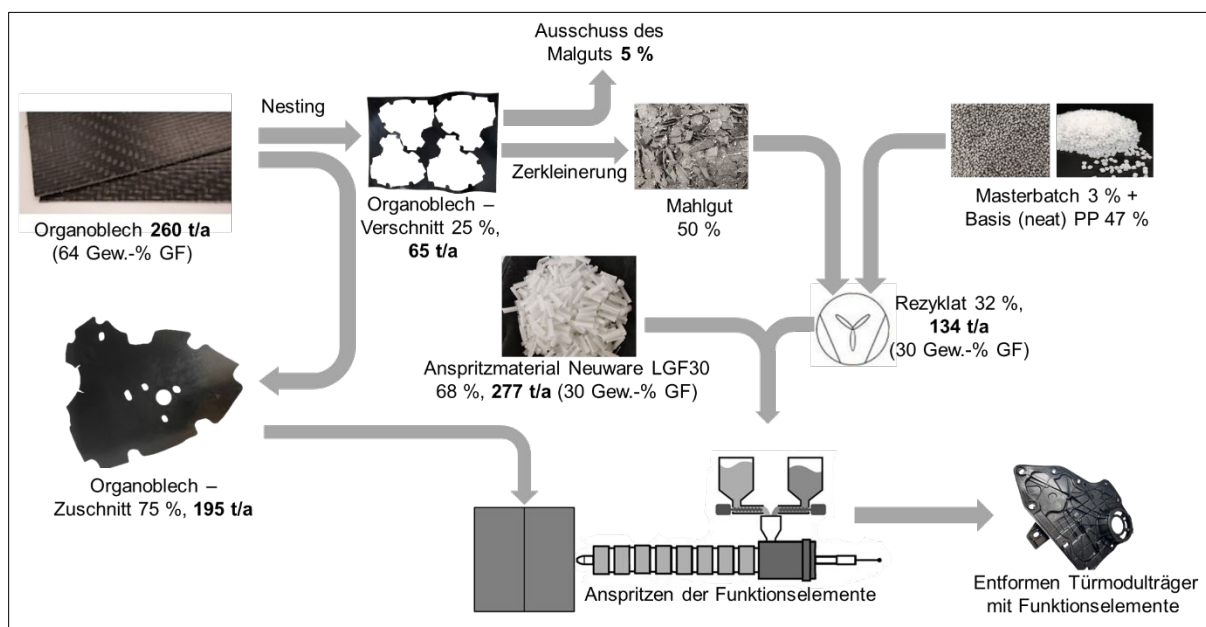 Ausschuss des
Malguts 5 %
Nesting
Zerkleinerung
Organoblech 260 t/a
(64 Gew.-% GF)
Organoblech –
Verschnitt 25 %,
65 t/a
Mahlgut
50 %
Masterbatch 3 % +
Basis (neat) PP 47 %
Rezyklat 32 %,
134 t/a
(30 Gew.-% GF)
Anspritzmaterial Neuware LGF30
68 %, 277 t/a (30 Gew.-% GF)
Organoblech –
Zuschnitt 75 %, 195 t/a
Anspritzen der Funktionselemente
Entformen Türmodulträger
mit Funktionselemente